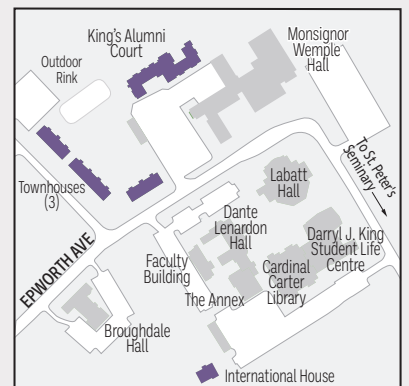 King's Alumni
Court
Monsignor
Wemple
Hall
Outdoor
Rink
To St. Peter's
Seminary
Labatt
Hall
Townhouses
(3)
Dante
Lenardon
Hall
Darryl J. King
Student Life
Centre
EPWORTH AVE
Faculty
Building
Cardinal
Carter
Library
The Annex
Broughdale
Hall
International House